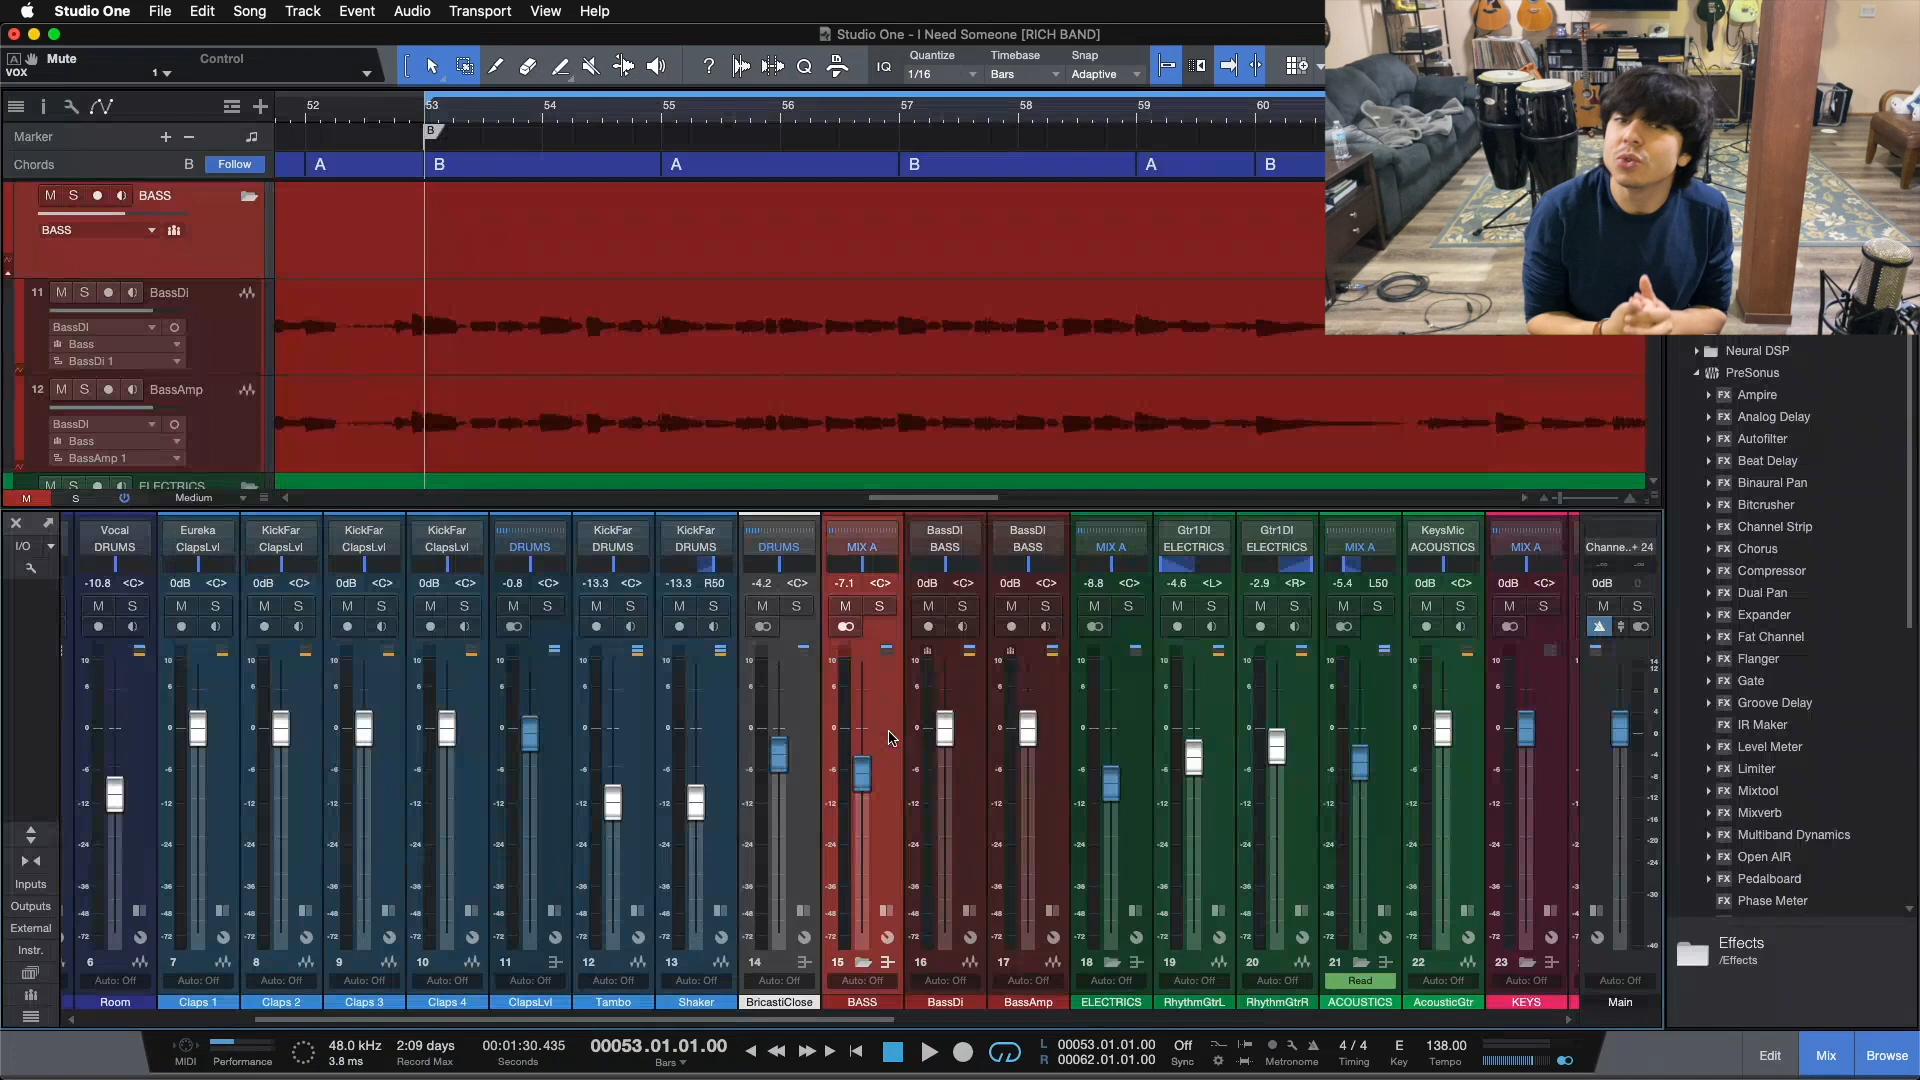 Studio One File Edit Song Track Event Audio Transport View Help
Studio One - I Need Someone [RICH BAND]
Mute Control
VOX 1
Quantize Timebase Snap
IQ 1/16 Bars Adaptive
52 53 54 55 56 57 58 59 60
Marker
B
Chords B Follow
A B A B A B
M S BASS
BASS
11 M S BassDi
BassDI
Bass
BassDi 1
12 M S BassAmp
BassDI
Bass
BassAmp 1
M S ELECTRICS
M S Medium
Neural DSP
PreSonus
FX Ampire
FX Analog Delay
FX Autofilter
FX Beat Delay
FX Binaural Pan
FX Bitcrusher
FX Channel Strip
FX Chorus
FX Compressor
FX Dual Pan
FX Expander
FX Fat Channel
FX Flanger
FX Gate
FX Groove Delay
FX IR Maker
FX Level Meter
FX Limiter
FX Mixtool
FX Mixverb
FX Multiband Dynamics
FX Open AIR
FX Pedalboard
FX Phase Meter
Effects
/Effects
Vocal Eureka KickFar KickFar KickFar KickFar KickFar BassDI BassDI Gtr1DI Gtr1DI KeysMic
I/O DRUMS ClapsLvl ClapsLvl ClapsLvl ClapsLvl DRUMS DRUMS DRUMS DRUMS MIX A BASS BASS MIX A ELECTRICS ELECTRICS MIX A ACOUSTICS MIX A Channe..+ 24
-10.8 <C> 0dB <C> 0dB <C> 0dB <C> 0dB <C> -0.8 <C> -13.3 <C> -13.3 R50 -4.2 <C> -7.1 <C> 0dB <C> 0dB <C> -8.8 <C> -4.6 <L> -2.9 <R> -5.4 L50 0dB <C> 0dB <C> 0dB
M S M S M S M S M S M S M S M S M S M S M S M S M S M S M S M S M S M S M S
Inputs
Outputs
External
Instr.
6 7 8 9 10 11 12 13 14 15 16 17 18 19 20 21 22 23
Auto: Off Auto: Off Auto: Off Auto: Off Auto: Off Auto: Off Auto: Off Auto: Off Auto: Off Auto: Off Auto: Off Auto: Off Auto: Off Auto: Off Auto: Off Read Auto: Off Auto: Off Auto: Off
Room Claps 1 Claps 2 Claps 3 Claps 4 ClapsLvl Tambo Shaker BricastiClose BASS BassDi BassAmp ELECTRICS RhythmGtrL RhythmGtrR ACOUSTICS AcousticGtr KEYS Main
MIDI Performance
48.0 kHz 2:09 days 00:01:30.435 00053.01.01.00
3.8 ms Record Max Seconds Bars
L 00053.01.01.00 Off 4 / 4 E 138.00
R 00062.01.01.00 Sync Metronome Timing Key Tempo
Edit Mix Browse